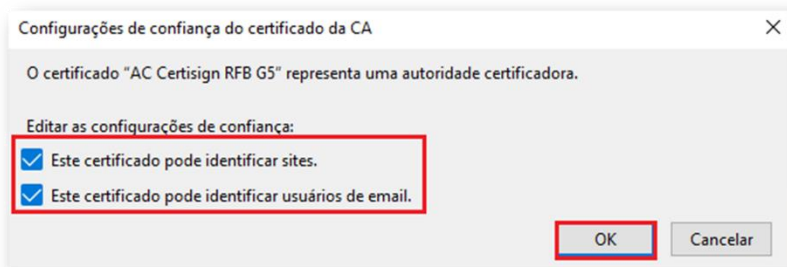 Configurações de confiança do certificado da CA
O certificado "AC Certisign RFB G5" representa uma autoridade certificadora.
Editar as configurações de confiança:
Este certificado pode identificar sites.
Este certificado pode identificar usuários de email.
OK Cancelar